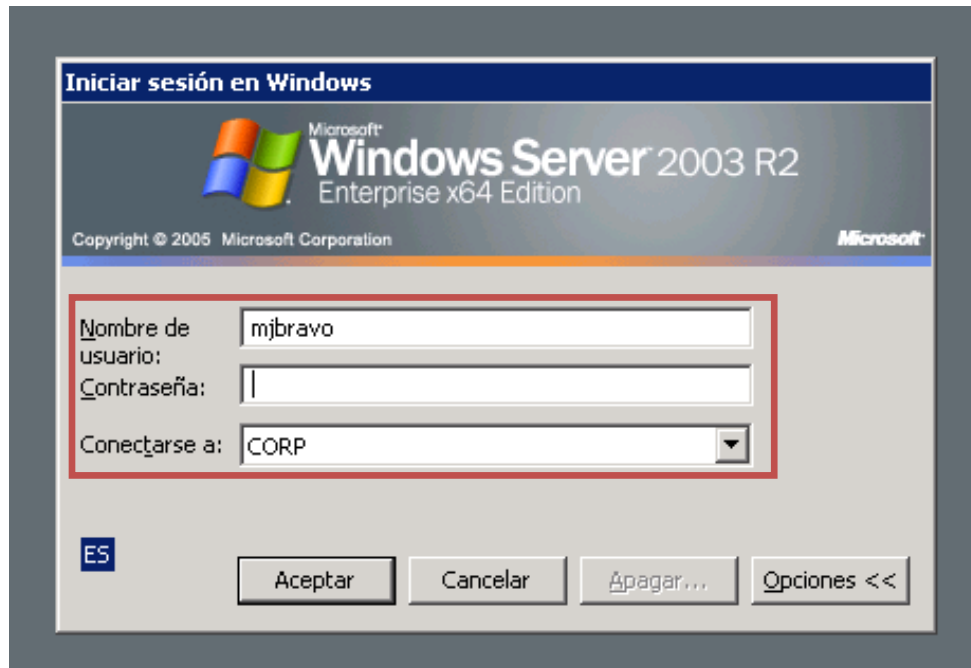 Iniciar sesión en Windows
Microsoft
Windows Server 2003 R2
Enterprise x64 Edition
Copyright © 2005 Microsoft Corporation Microsoft
Nombre de usuario: mjbravo
Contraseña:
Conectarse a: CORP
ES
Aceptar Cancelar Apagar... Opciones <<